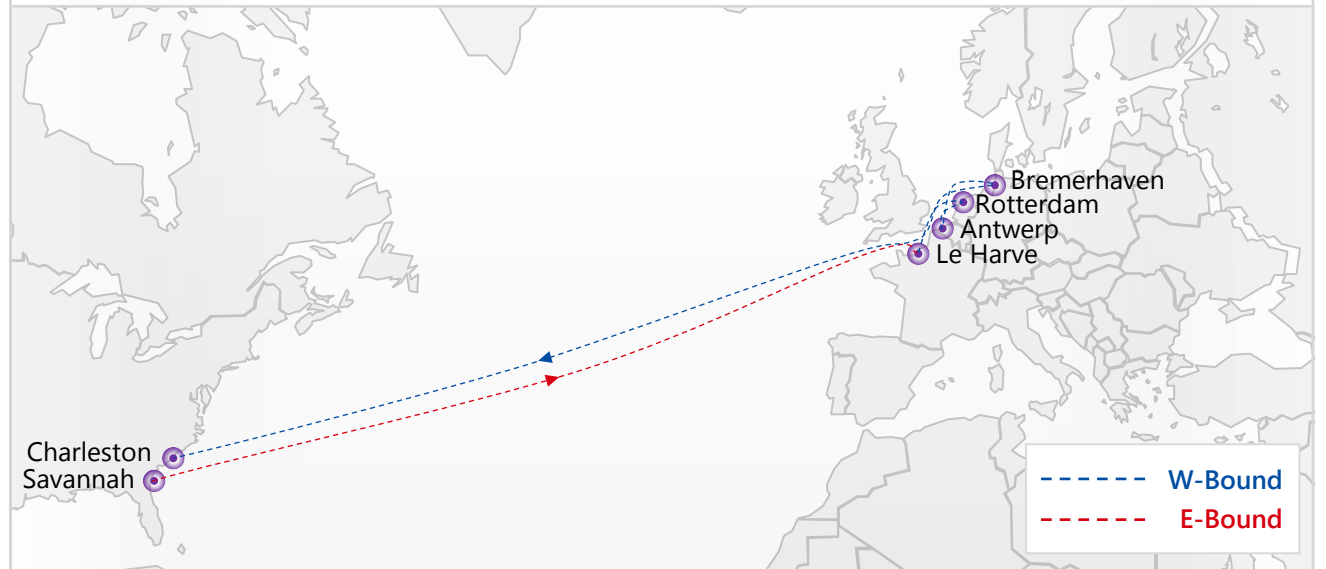 Bremerhaven
Rotterdam
Antwerp
Le Harve
Charleston
Savannah
W-Bound
E-Bound